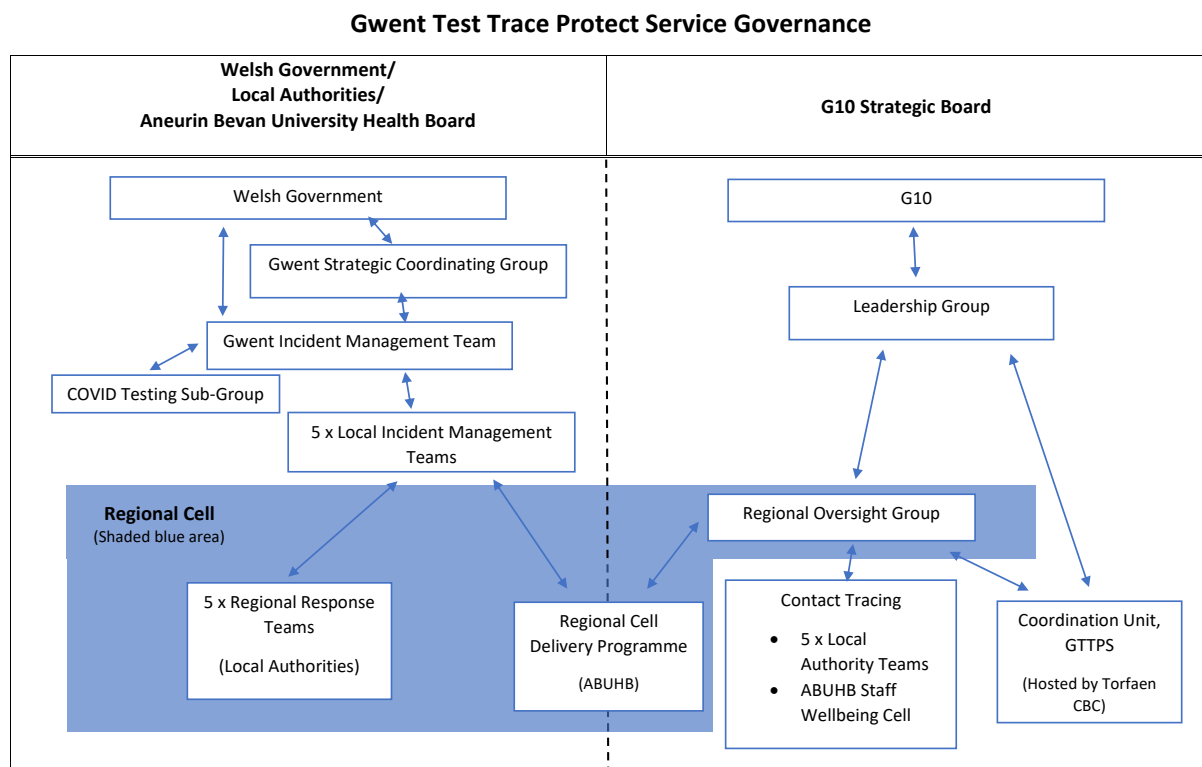 Gwent Test Trace Protect Service Governance
Welsh Government/
Local Authorities/
Aneurin Bevan University Health Board
G10 Strategic Board
Welsh Government
G10
Gwent Strategic Coordinating Group
Leadership Group
Gwent Incident Management Team
COVID Testing Sub-Group
5 x Local Incident Management
Teams
Regional Cell
(Shaded blue area)
Regional Oversight Group
5 x Regional Response
Teams
(Local Authorities)
Regional Cell
Delivery Programme
(ABUHB)
Contact Tracing
• 5 x Local
Authority Teams
• ABUHB Staff
Wellbeing Cell
Coordination Unit,
GTTPS
(Hosted by Torfaen
CBC)